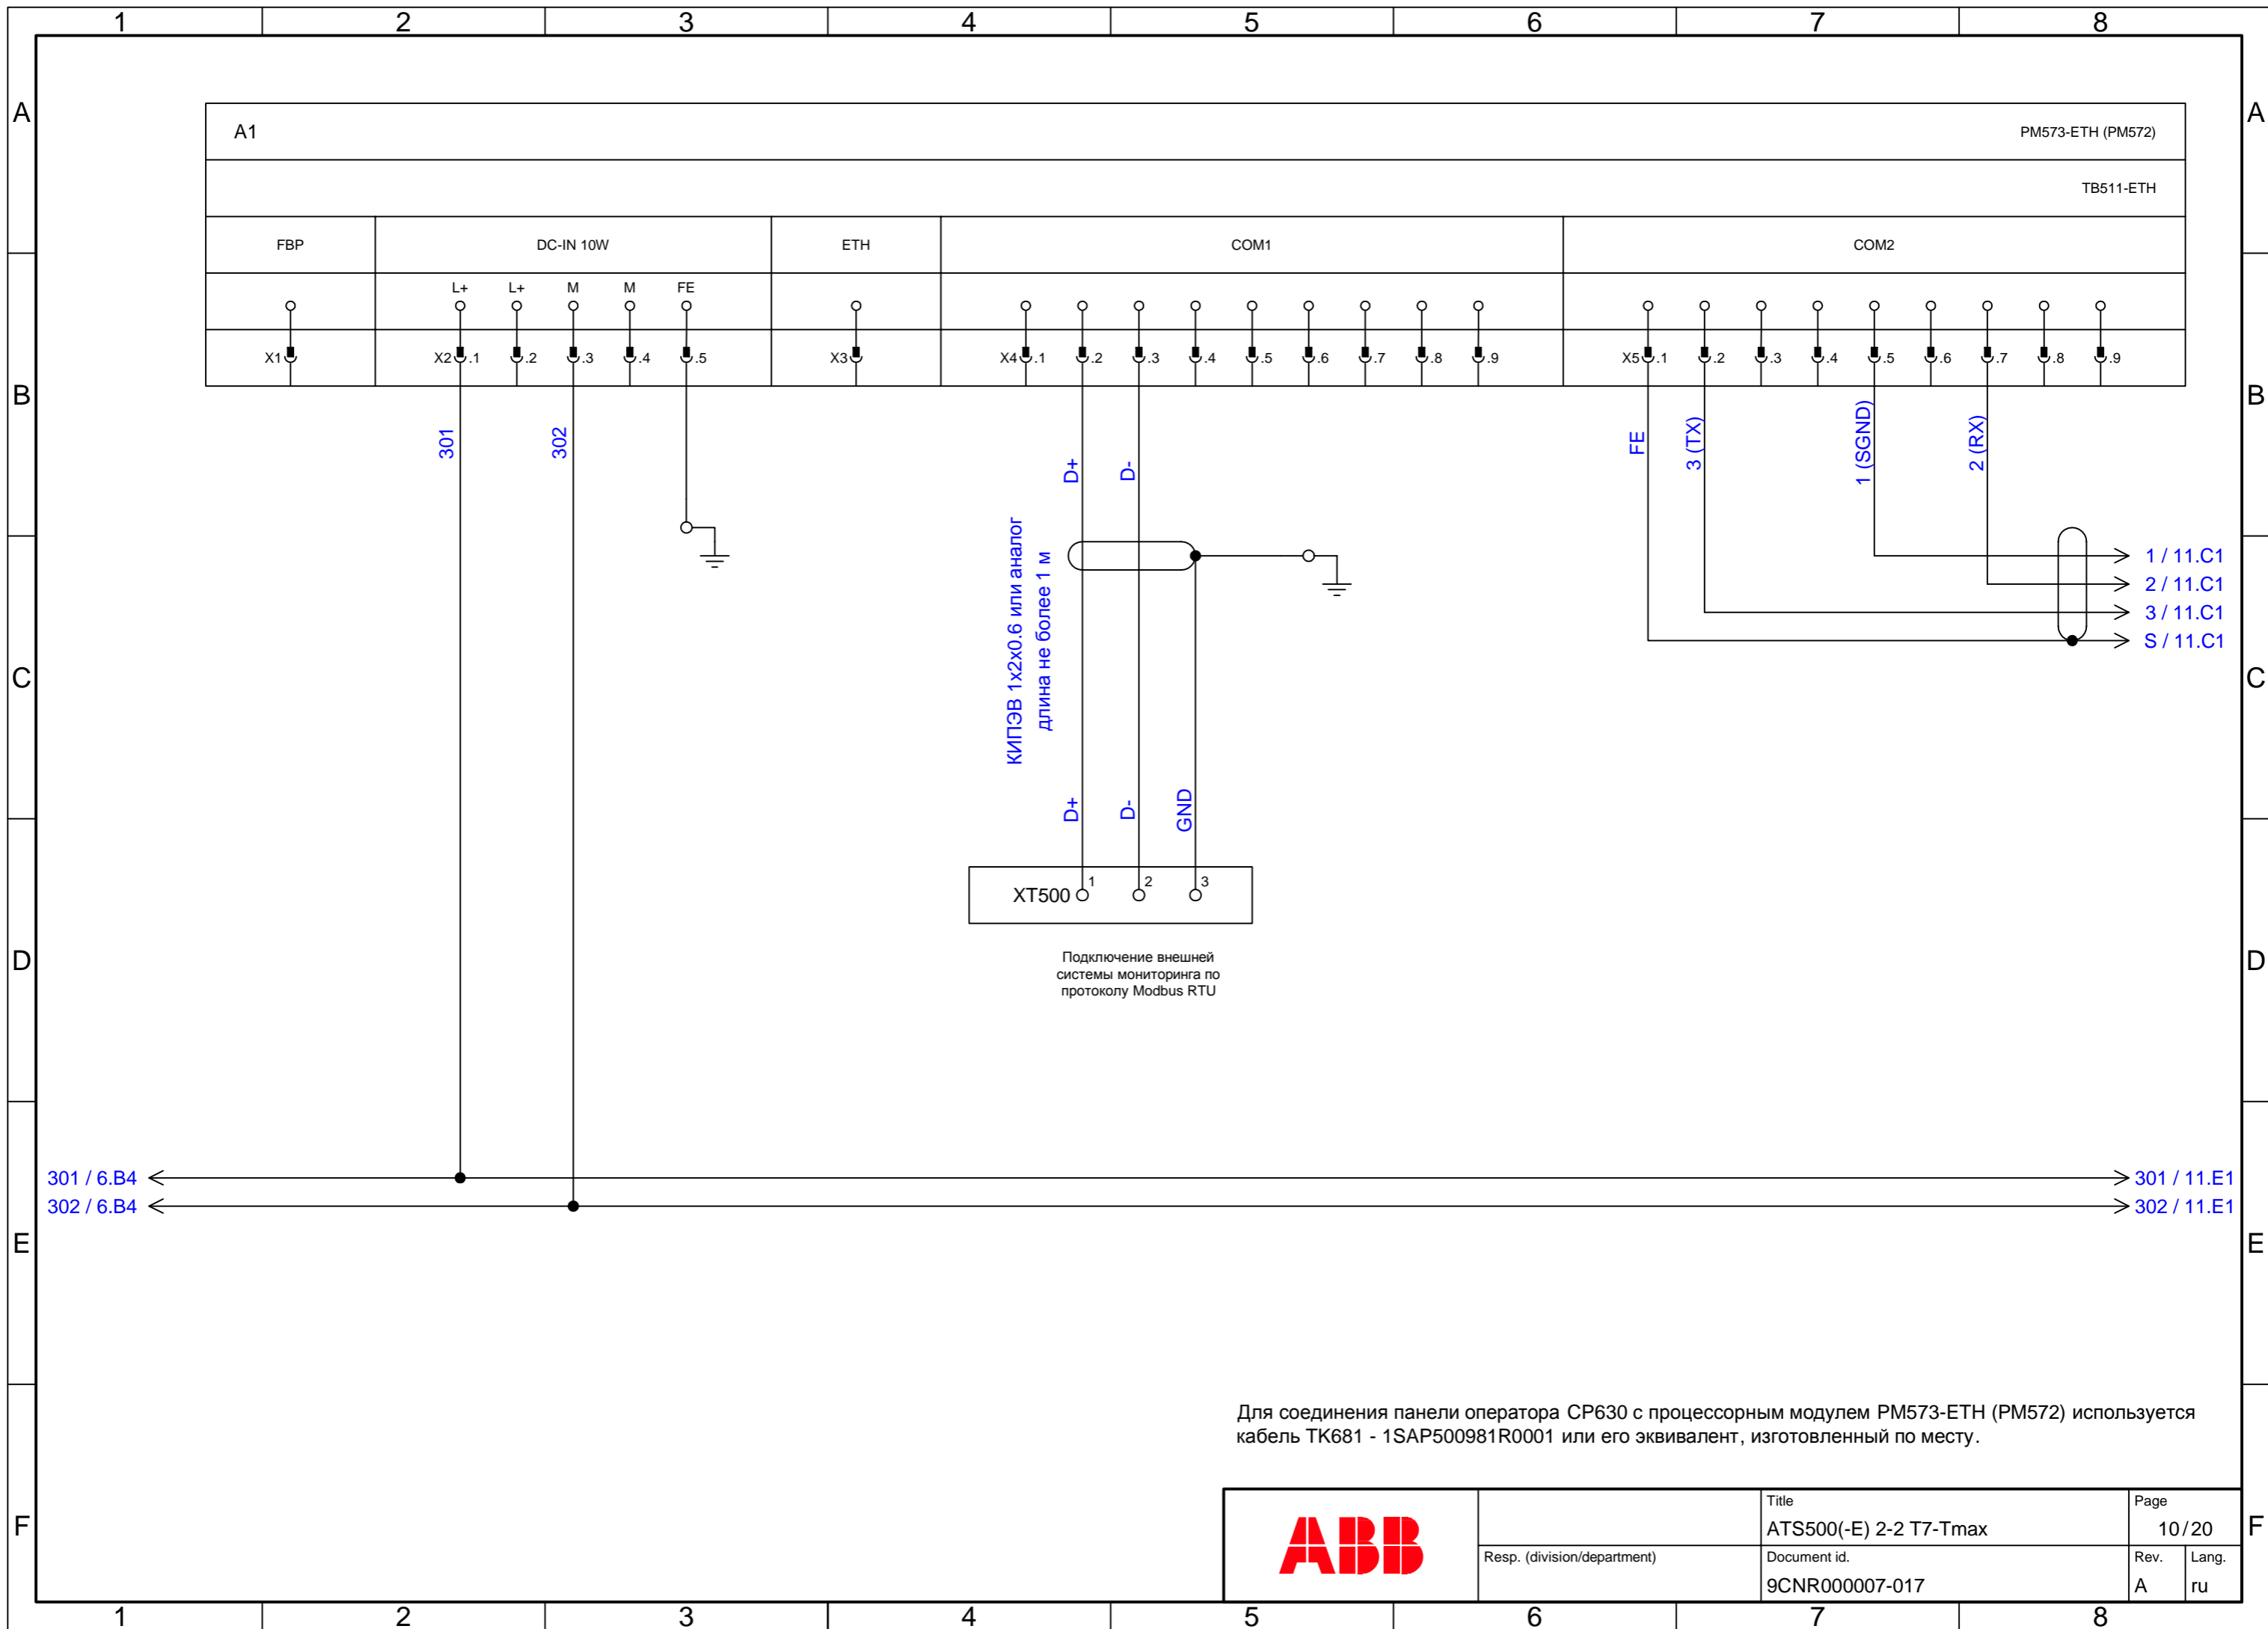 1 2 3 4 5 6 7 8
A A
A1 PM573-ETH (PM572)
TB511-ETH
FBP DC-IN 10W ETH COM1 COM2
L+ L+ M M FE
X1 X2 .1 .2 .3 .4 .5 X3 X4 .1 .2 .3 .4 .5 .6 .7 .8 .9 X5 .1 .2 .3 .4 .5 .6 .7 .8 .9
B B
301 302 D+ D- FE 3 (TX) 1 (SGND) 2 (RX)
КИПЭВ 1x2x0.6 или аналог
длина не более 1 м
1 / 11.C1
2 / 11.C1
3 / 11.C1
S / 11.C1
C C
D+ D- GND
XT500 1 2 3
Подключение внешней
системы мониторинга по
протоколу Modbus RTU
D D
301 / 6.B4 301 / 11.E1
302 / 6.B4 302 / 11.E1
E E
Для соединения панели оператора CP630 с процессорным модулем PM573-ETH (PM572) используется
кабель TK681 - 1SAP500981R0001 или его эквивалент, изготовленный по месту.
F F
ABB
Title
ATS500(-E) 2-2 T7-Tmax
Page
10/20
Resp. (division/department)
Document id.
9CNR000007-017
Rev.
A
Lang.
ru
1 2 3 4 5 6 7 8